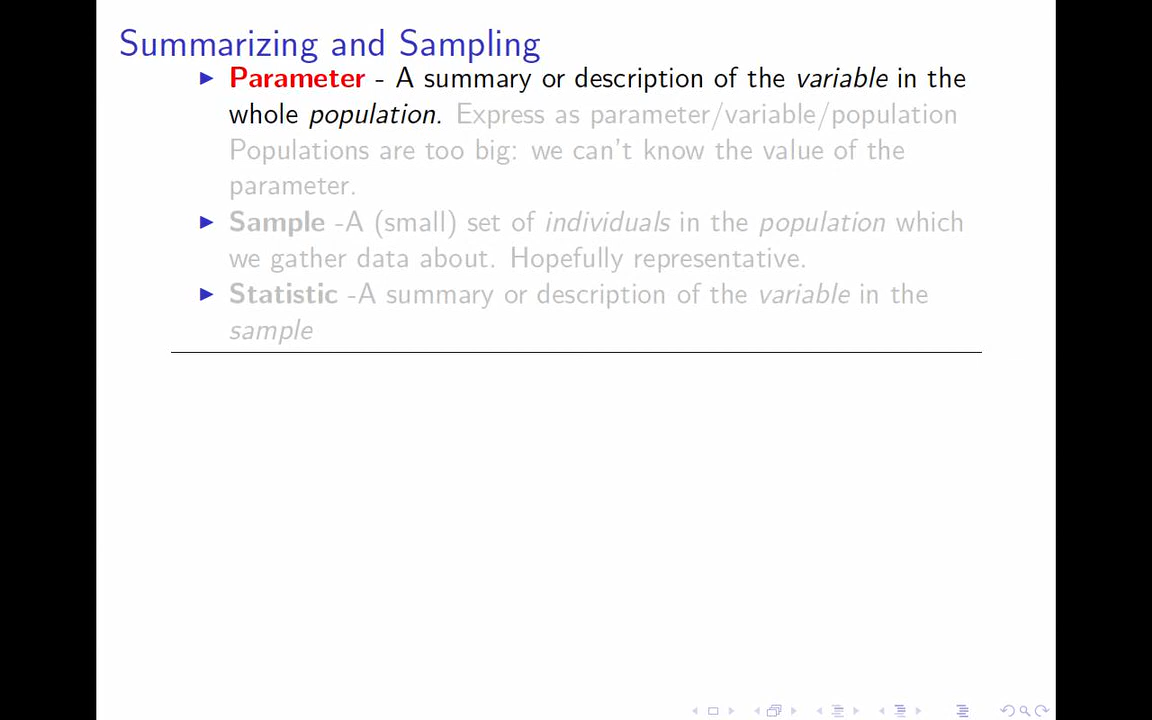 Summarizing and Sampling
▶ Parameter - A summary or description of the variable in the
whole population. Express as parameter/variable/population
Populations are too big: we can't know the value of the
parameter.
▶ Sample -A (small) set of individuals in the population which
we gather data about. Hopefully representative.
▶ Statistic -A summary or description of the variable in the
sample